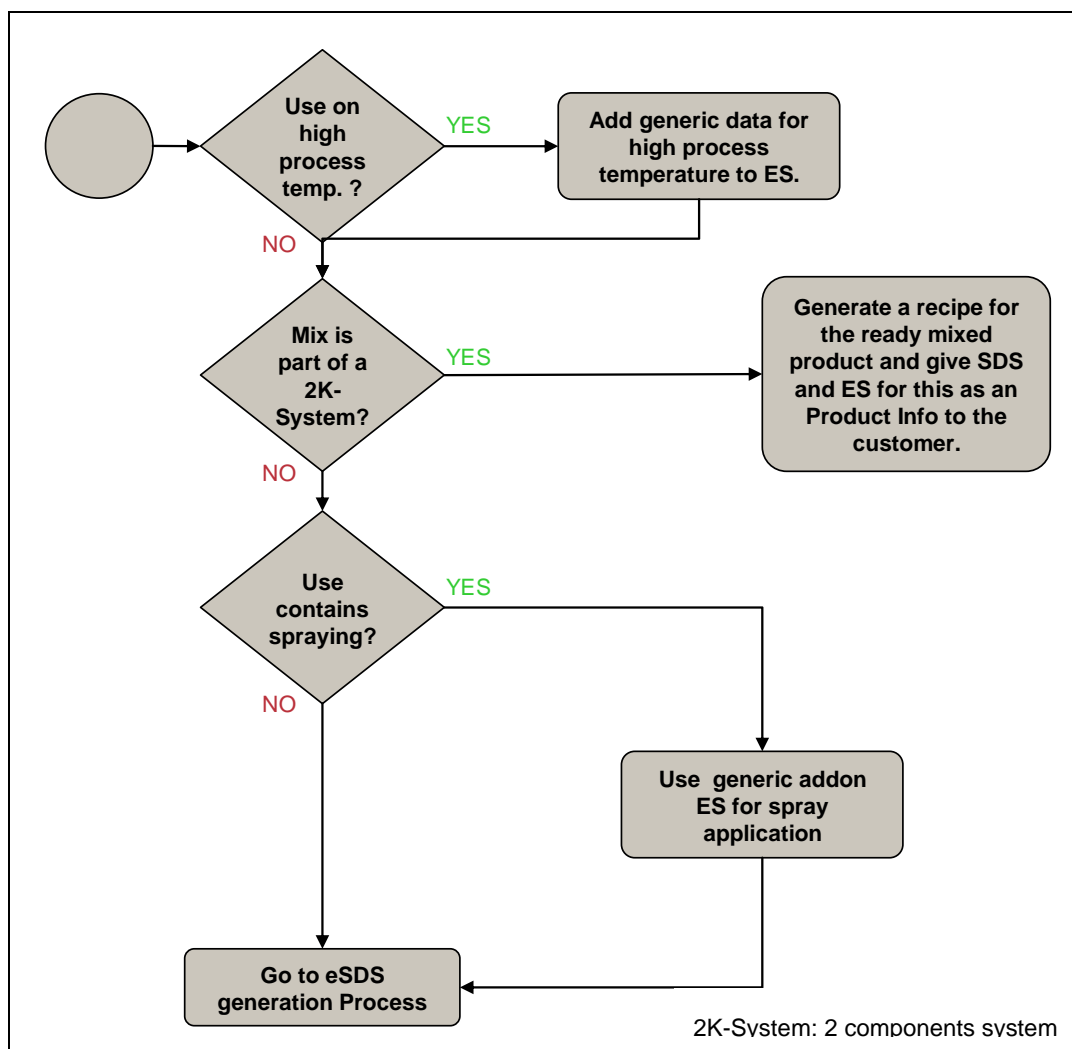 Use on
high
process
temp. ?
YES
Add generic data for
high process
temperature to ES.
NO
Mix is
part of a
2K-
System?
YES
Generate a recipe for
the ready mixed
product and give SDS
and ES for this as an
Product Info to the
customer.
NO
Use
contains
spraying?
YES
NO
Use generic addon
ES for spray
application
Go to eSDS
generation Process
2K-System: 2 components system